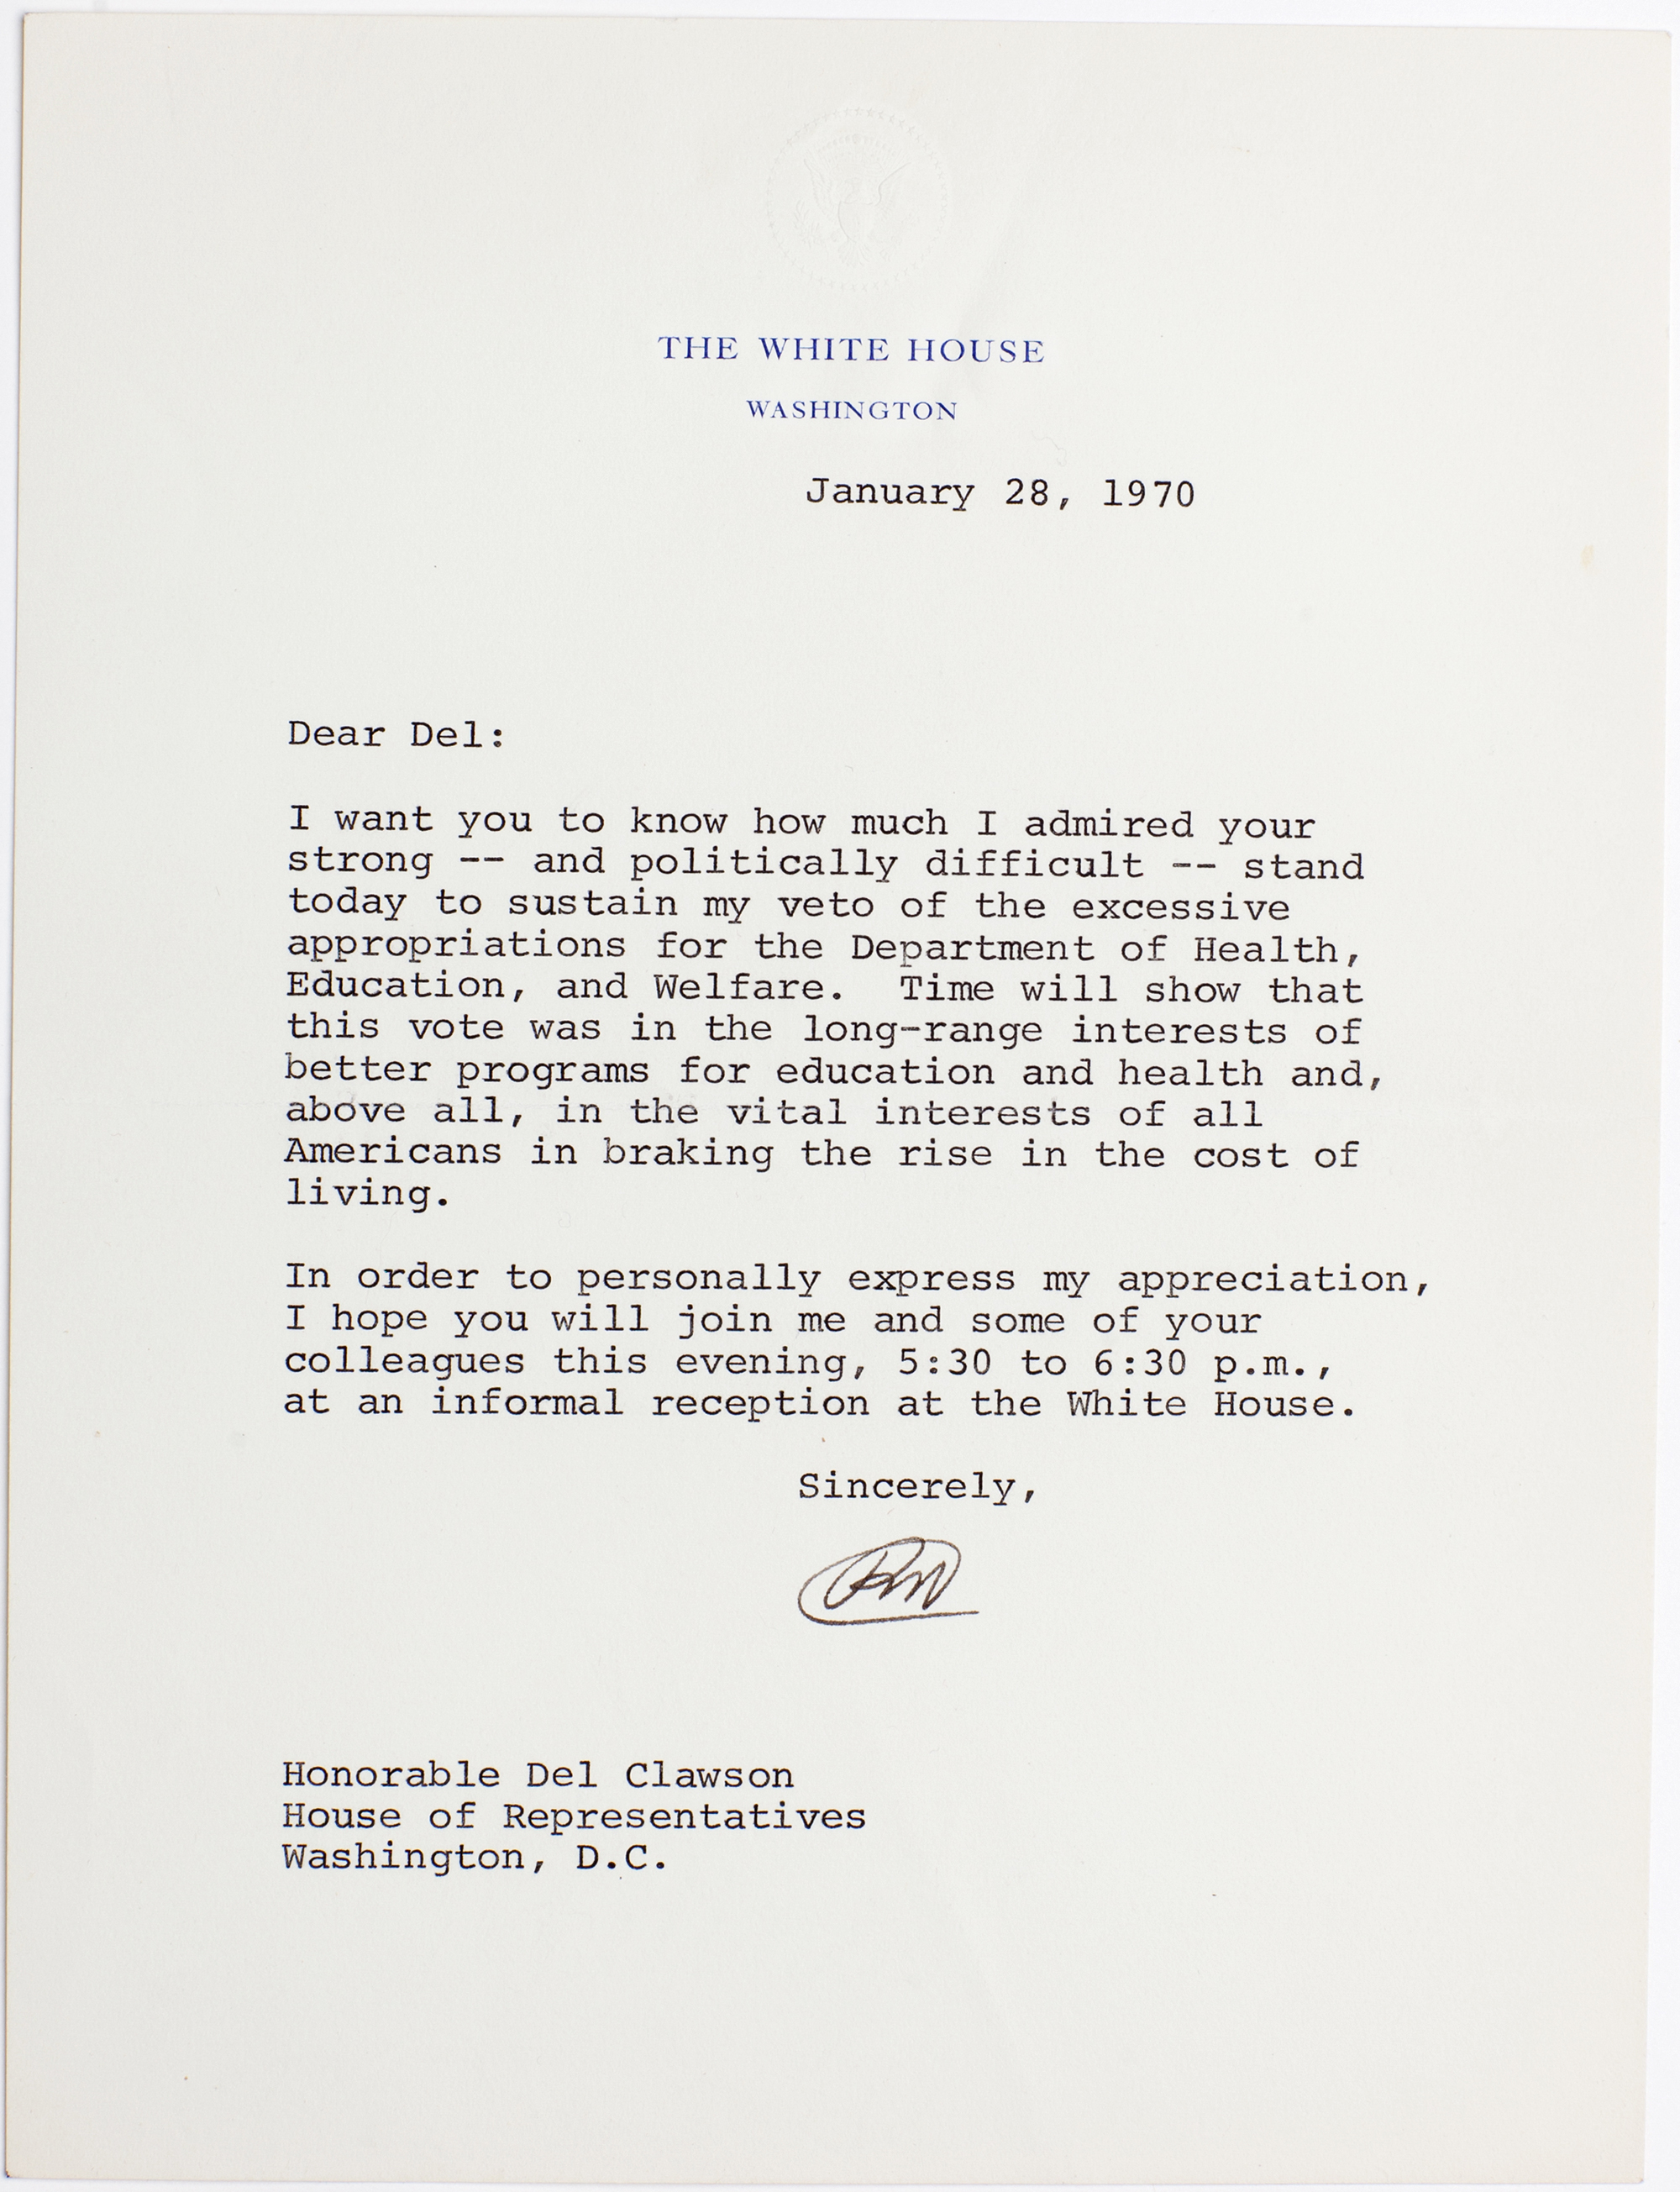 THE WHITE HOUSE
WASHINGTON
January 28, 1970
Dear Del:
I want you to know how much I admired your
strong -- and politically difficult -- stand
today to sustain my veto of the excessive
appropriations for the Department of Health,
Education, and Welfare.  Time will show that
this vote was in the long-range interests of
better programs for education and health and,
above all, in the vital interests of all
Americans in braking the rise in the cost of
living.
In order to personally express my appreciation,
I hope you will join me and some of your
colleagues this evening, 5:30 to 6:30 p.m.,
at an informal reception at the White House.
Sincerely,
RN
Honorable Del Clawson
House of Representatives
Washington, D.C.